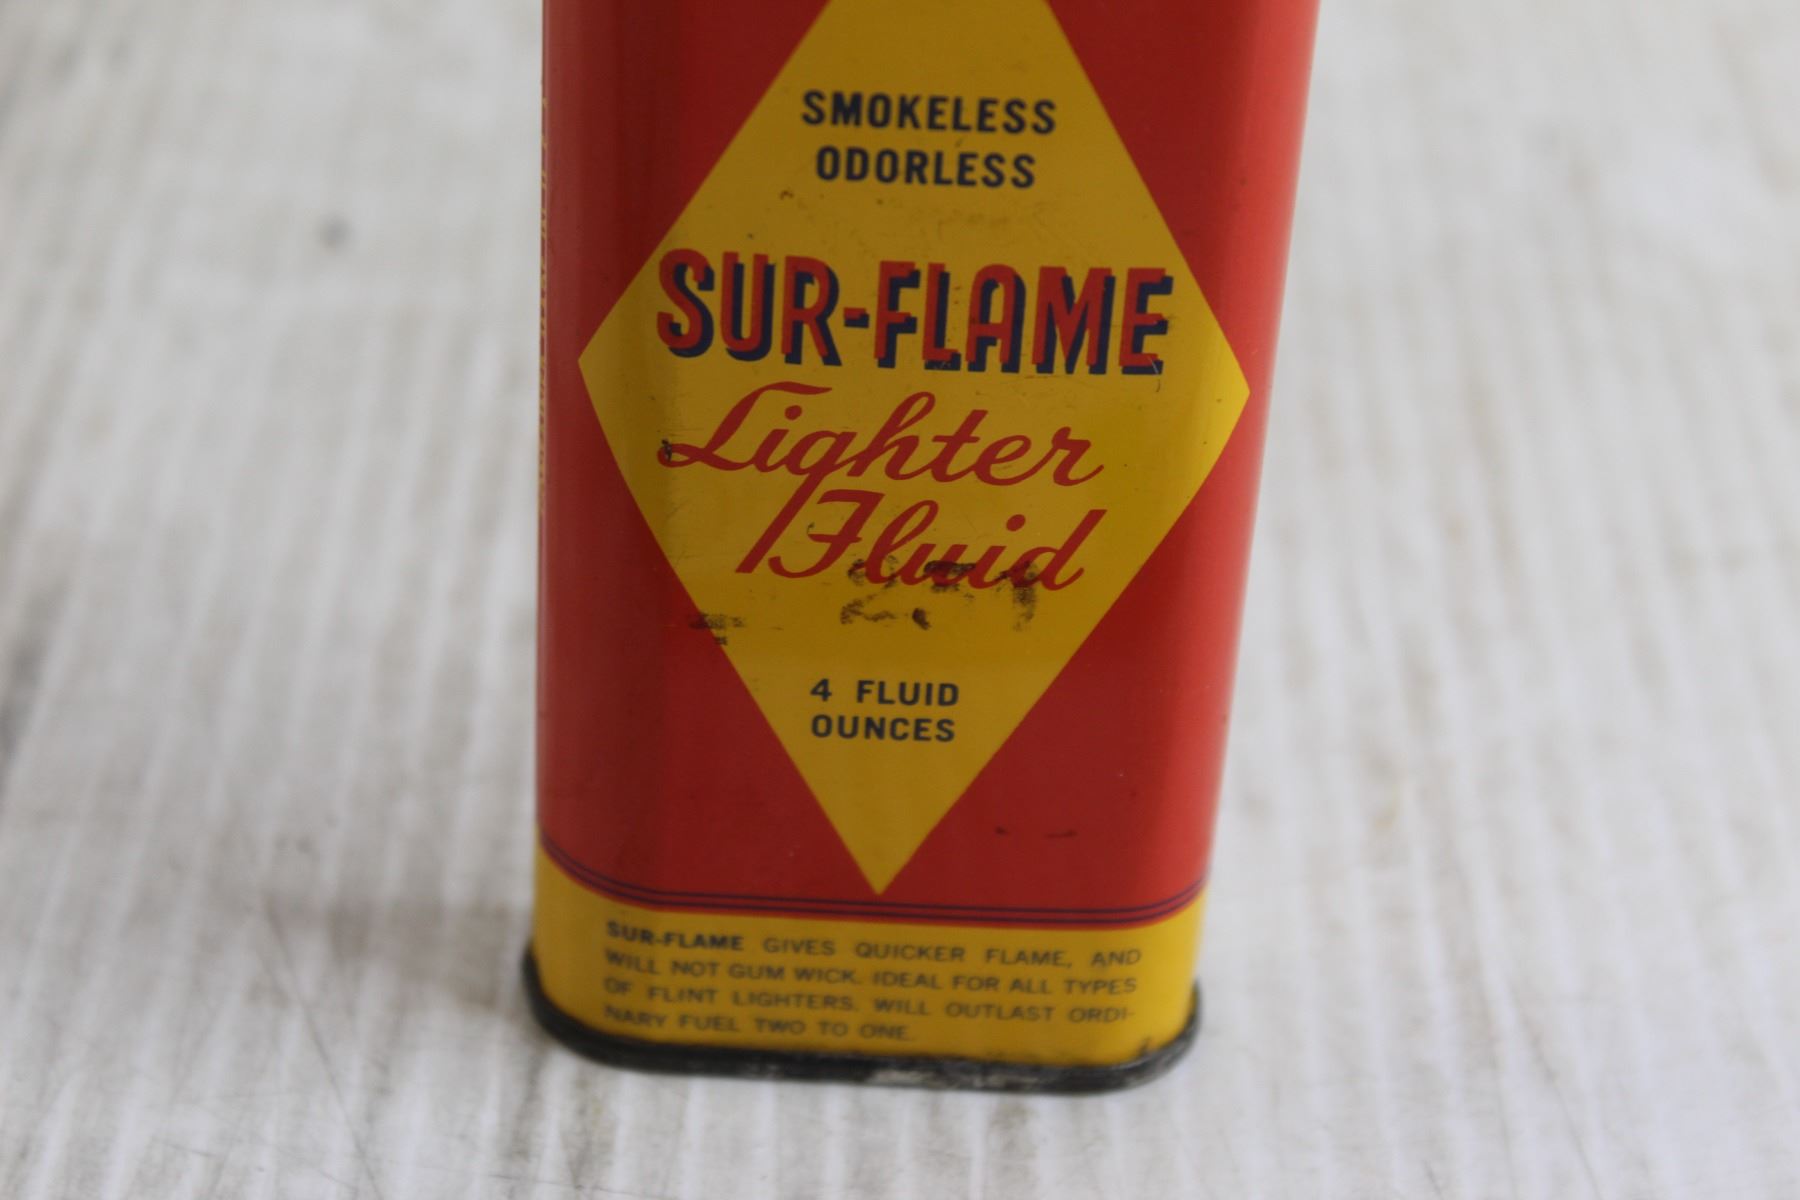 SMOKELESS
ODORLESS
SUR-FLAME
Lighter
Fluid
4 FLUID
OUNCES
SUR-FLAME GIVES QUICKER FLAME, AND
WILL NOT GUM WICK. IDEAL FOR ALL TYPES
OF FLINT LIGHTERS. WILL OUTLAST ORDI-
NARY FUEL TWO TO ONE.